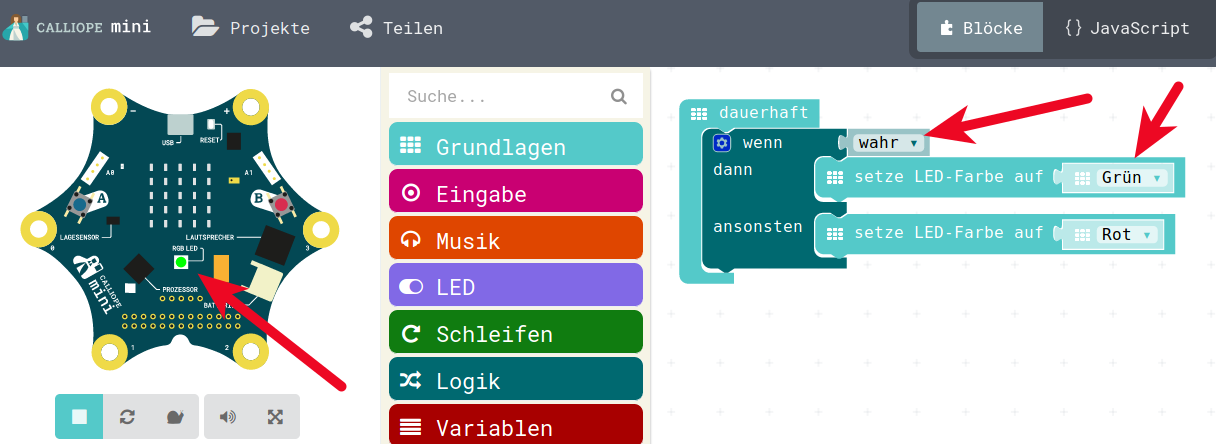 CALLIOPE mini
Projekte
Teilen
Blöcke
{} JavaScript
- +
USB
RESET
A0
A1
A
B
LAGESENSOR
LAUTSPRECHER
RGB LED
0
3
CALLIOPE
mini
PROZESSOR
1
2
Suche...
Grundlagen
Eingabe
Musik
LED
Schleifen
Logik
Variablen
dauerhaft
wenn wahr
dann setze LED-Farbe auf Grün
ansonsten setze LED-Farbe auf Rot